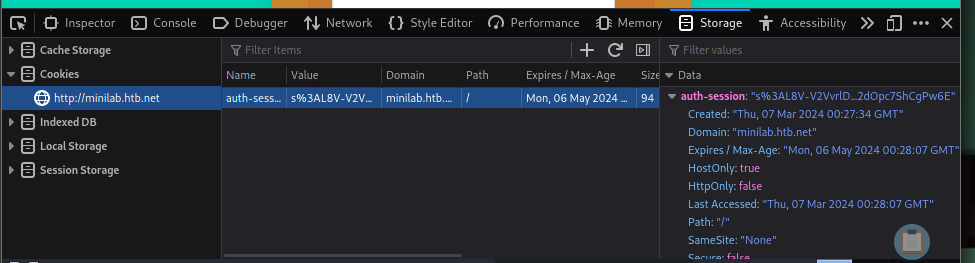 Inspector Console Debugger Network Style Editor Performance Memory Storage Accessibility
Cache Storage
Cookies
http://minilab.htb.net
Indexed DB
Local Storage
Session Storage
Filter Items
Name Value Domain Path Expires / Max-Age Size
auth-sess... s%3AL8V-V2V... minilab.htb.... / Mon, 06 May 2024 ... 94
Filter values
Data
auth-session: "s%3AL8V-V2VvrlD...2dOpc7ShCgPw6E"
Created: "Thu, 07 Mar 2024 00:27:34 GMT"
Domain: "minilab.htb.net"
Expires / Max-Age: "Mon, 06 May 2024 00:28:07 GMT"
HostOnly: true
HttpOnly: false
Last Accessed: "Thu, 07 Mar 2024 00:28:07 GMT"
Path: "/"
SameSite: "None"
Secure: false